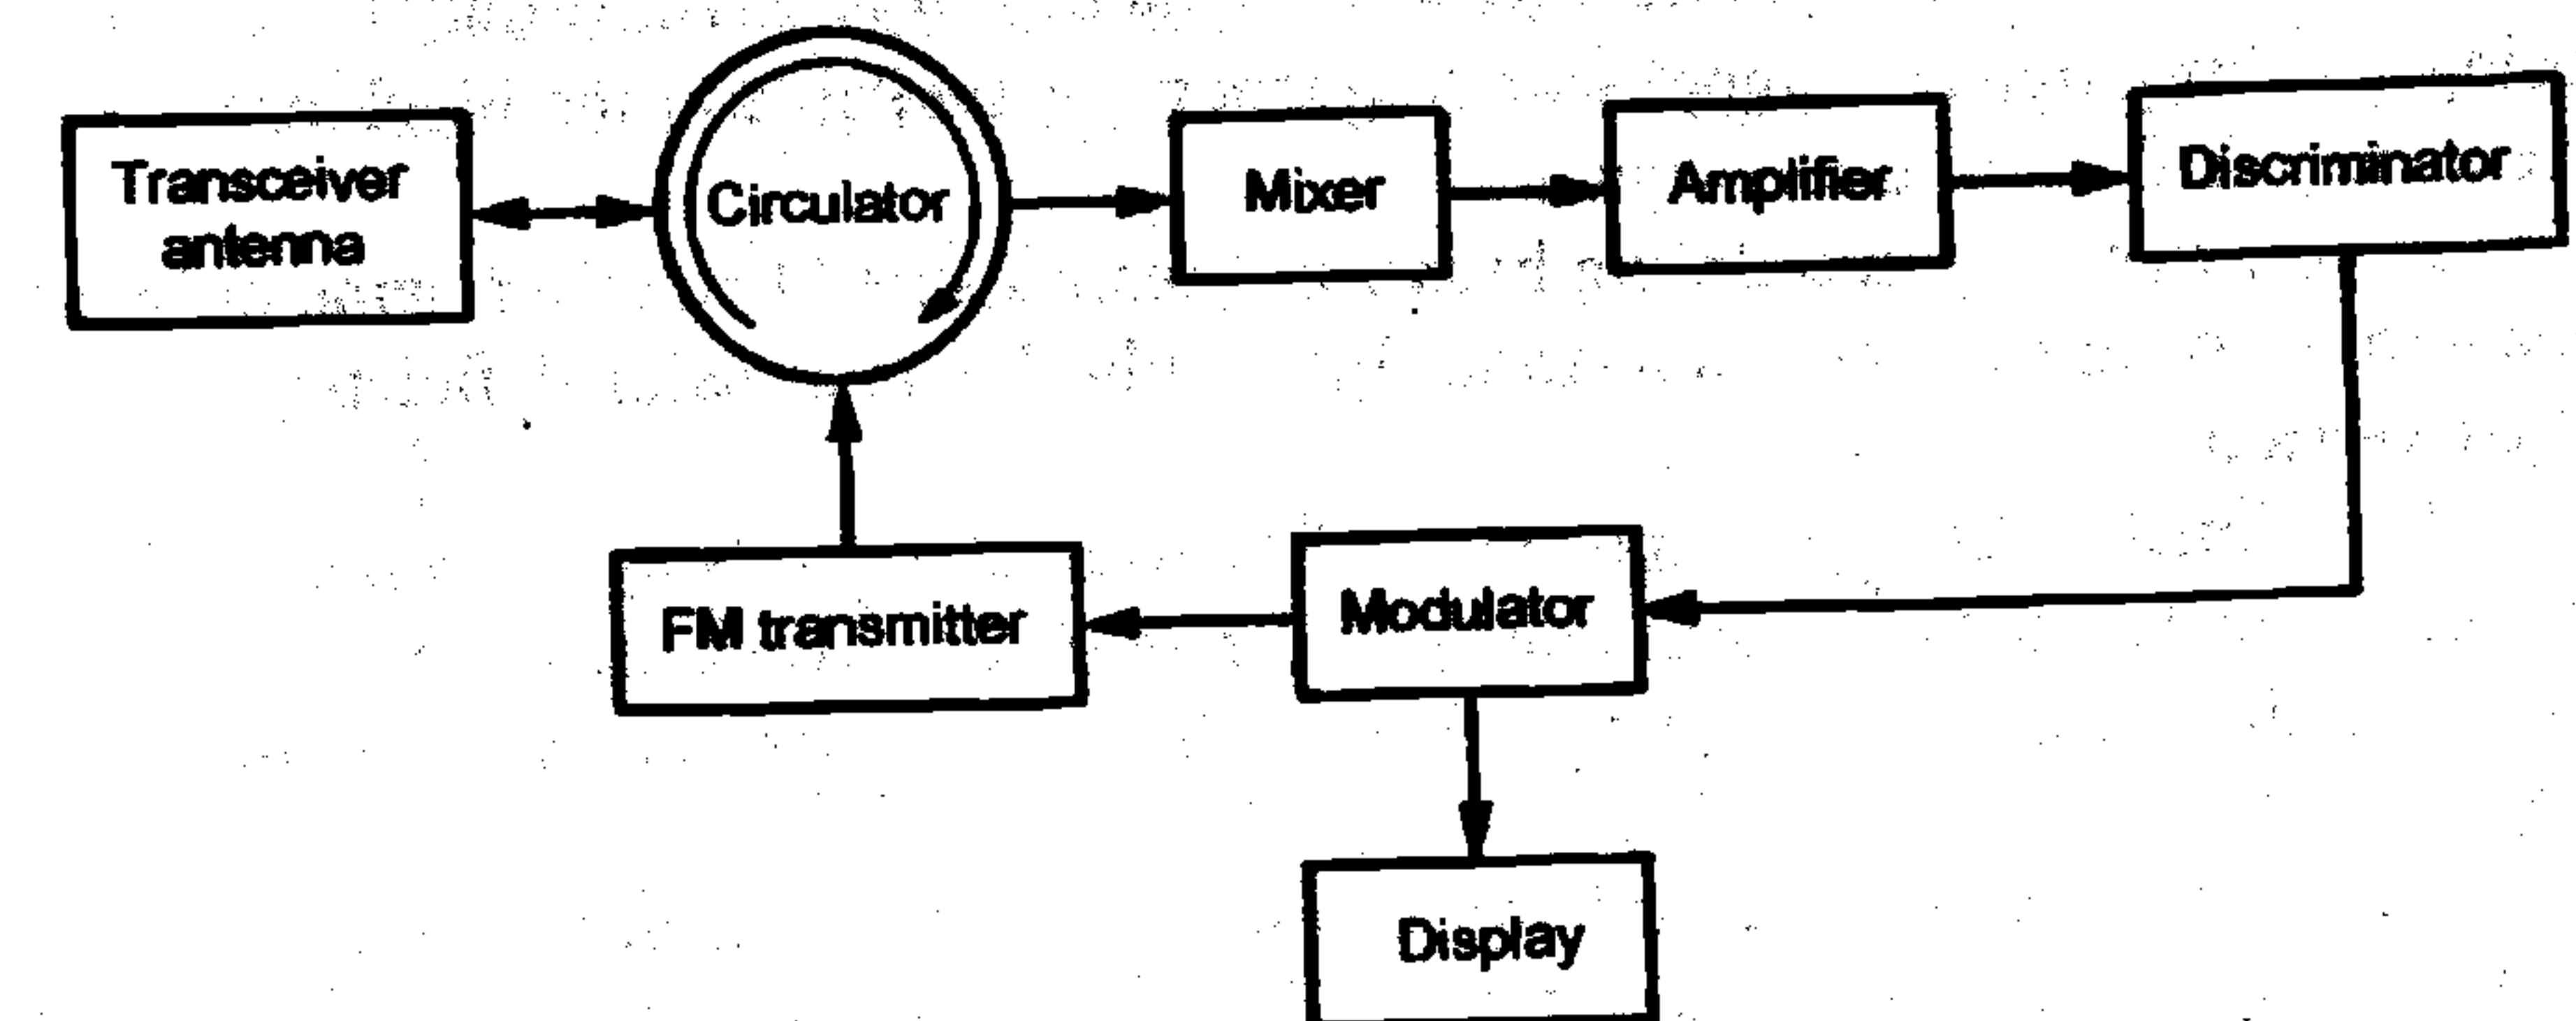 Transceiver
antenna
Circulator
Mixer
Amplifier
Discriminator
FM transmitter
Modulator
Display